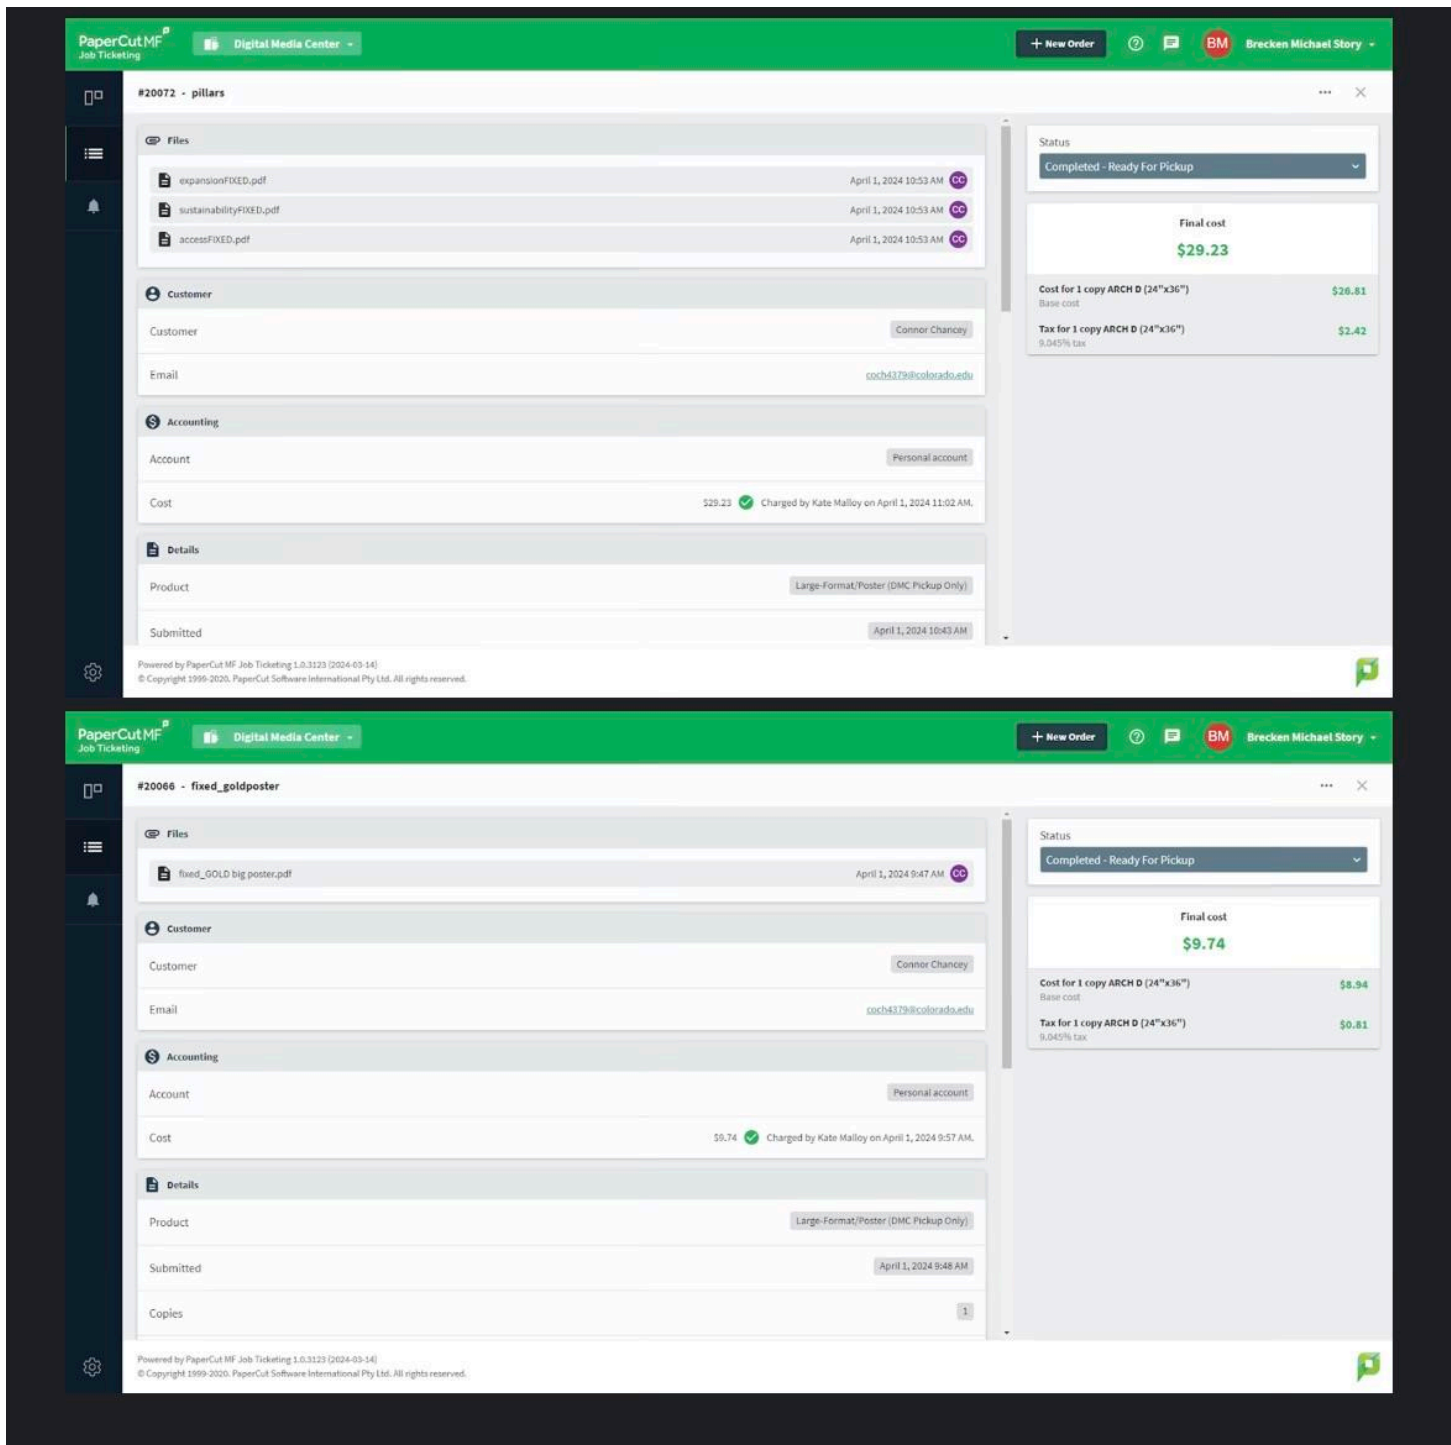 PaperCut MF
Job Ticketing
Digital Media Center
+ New Order
BM
Brecken Michael Story
#20072 - pillars
Files
expansionFIXED.pdf April 1, 2024 10:53 AM CC
sustainabilityFIXED.pdf April 1, 2024 10:53 AM CC
accessFIXED.pdf April 1, 2024 10:53 AM CC
Customer
Customer Connor Chancey
Email coch4379@colorado.edu
Accounting
Account Personal account
Cost $29.23 Charged by Kate Malloy on April 1, 2024 11:02 AM.
Details
Product Large-Format/Poster (DMC Pickup Only)
Submitted April 1, 2024 10:43 AM
Status
Completed - Ready For Pickup
Final cost
$29.23
Cost for 1 copy ARCH D (24"x36") $26.81
Base cost
Tax for 1 copy ARCH D (24"x36") $2.42
9.045% tax
Powered by PaperCut MF Job Ticketing 1.0.3123 (2024-03-14)
© Copyright 1999-2020. PaperCut Software International Pty Ltd. All rights reserved.
PaperCut MF
Job Ticketing
Digital Media Center
+ New Order
BM
Brecken Michael Story
#20066 - fixed_goldposter
Files
fixed_GOLD big poster.pdf April 1, 2024 9:47 AM CC
Customer
Customer Connor Chancey
Email coch4379@colorado.edu
Accounting
Account Personal account
Cost $9.74 Charged by Kate Malloy on April 1, 2024 9:57 AM.
Details
Product Large-Format/Poster (DMC Pickup Only)
Submitted April 1, 2024 9:48 AM
Copies 1
Status
Completed - Ready For Pickup
Final cost
$9.74
Cost for 1 copy ARCH D (24"x36") $8.94
Base cost
Tax for 1 copy ARCH D (24"x36") $0.81
9.045% tax
Powered by PaperCut MF Job Ticketing 1.0.3123 (2024-03-14)
© Copyright 1999-2020. PaperCut Software International Pty Ltd. All rights reserved.